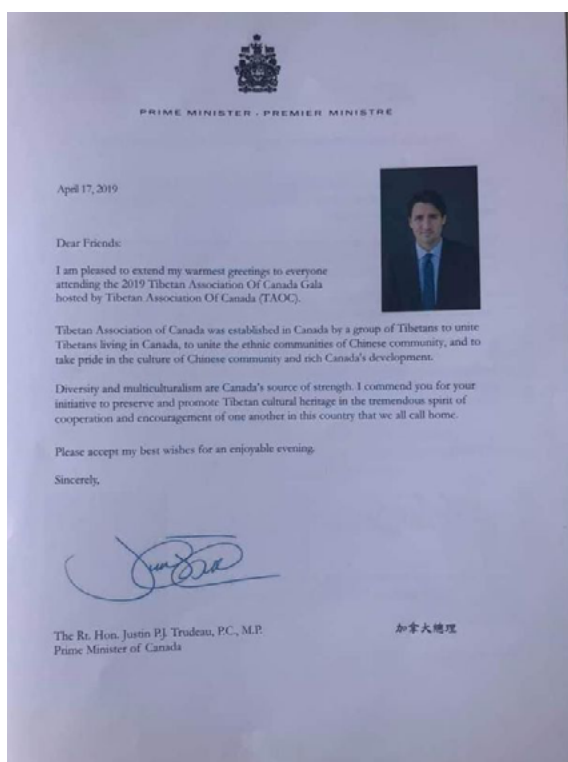 PRIME MINISTER - PREMIER MINISTRE
April 17, 2019
Dear Friends:
I am pleased to extend my warmest greetings to everyone
attending the 2019 Tibetan Association Of Canada Gala
hosted by Tibetan Association Of Canada (TAOC).
Tibetan Association of Canada was established in Canada by a group of Tibetans to unite
Tibetans living in Canada, to unite the ethnic communities of Chinese community, and to
take pride in the culture of Chinese community and rich Canada's development.
Diversity and multiculturalism are Canada's source of strength. I commend you for your
initiative to preserve and promote Tibetan cultural heritage in the tremendous spirit of
cooperation and encouragement of one another in this country that we all call home.
Please accept my best wishes for an enjoyable evening.
Sincerely,
The Rt. Hon. Justin P.J. Trudeau, P.C., M.P.
Prime Minister of Canada
加拿大總理